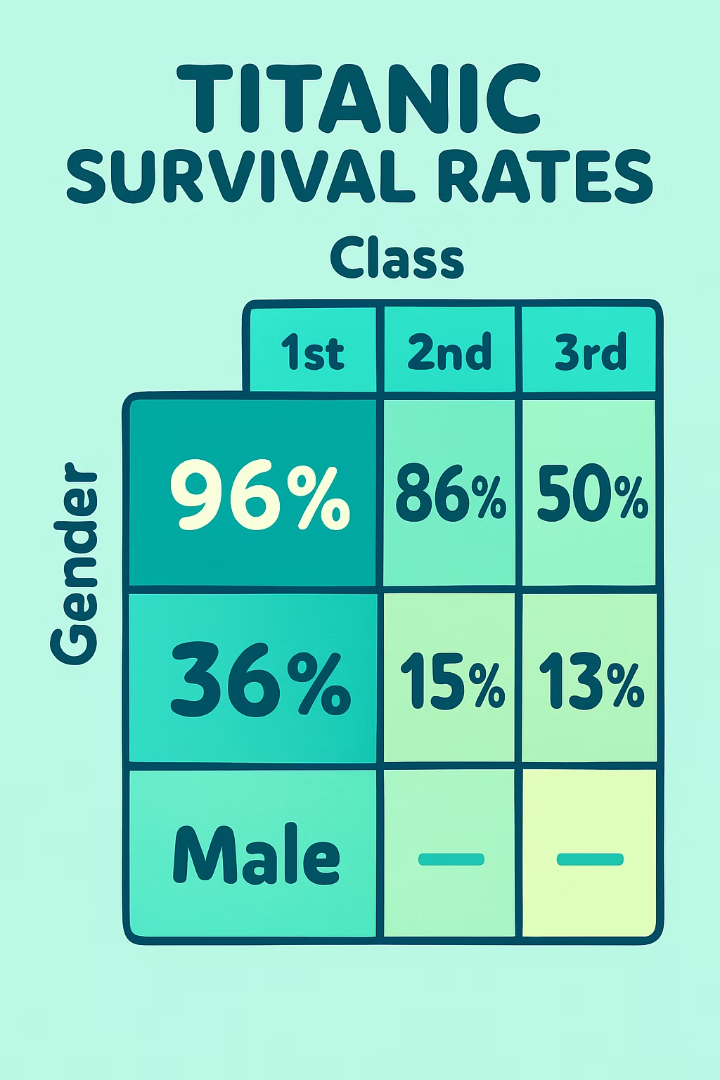 TITANIC
SURVIVAL RATES
Class
1st 2nd 3rd
Gender
96% 86% 50%
36% 15% 13%
Male — —